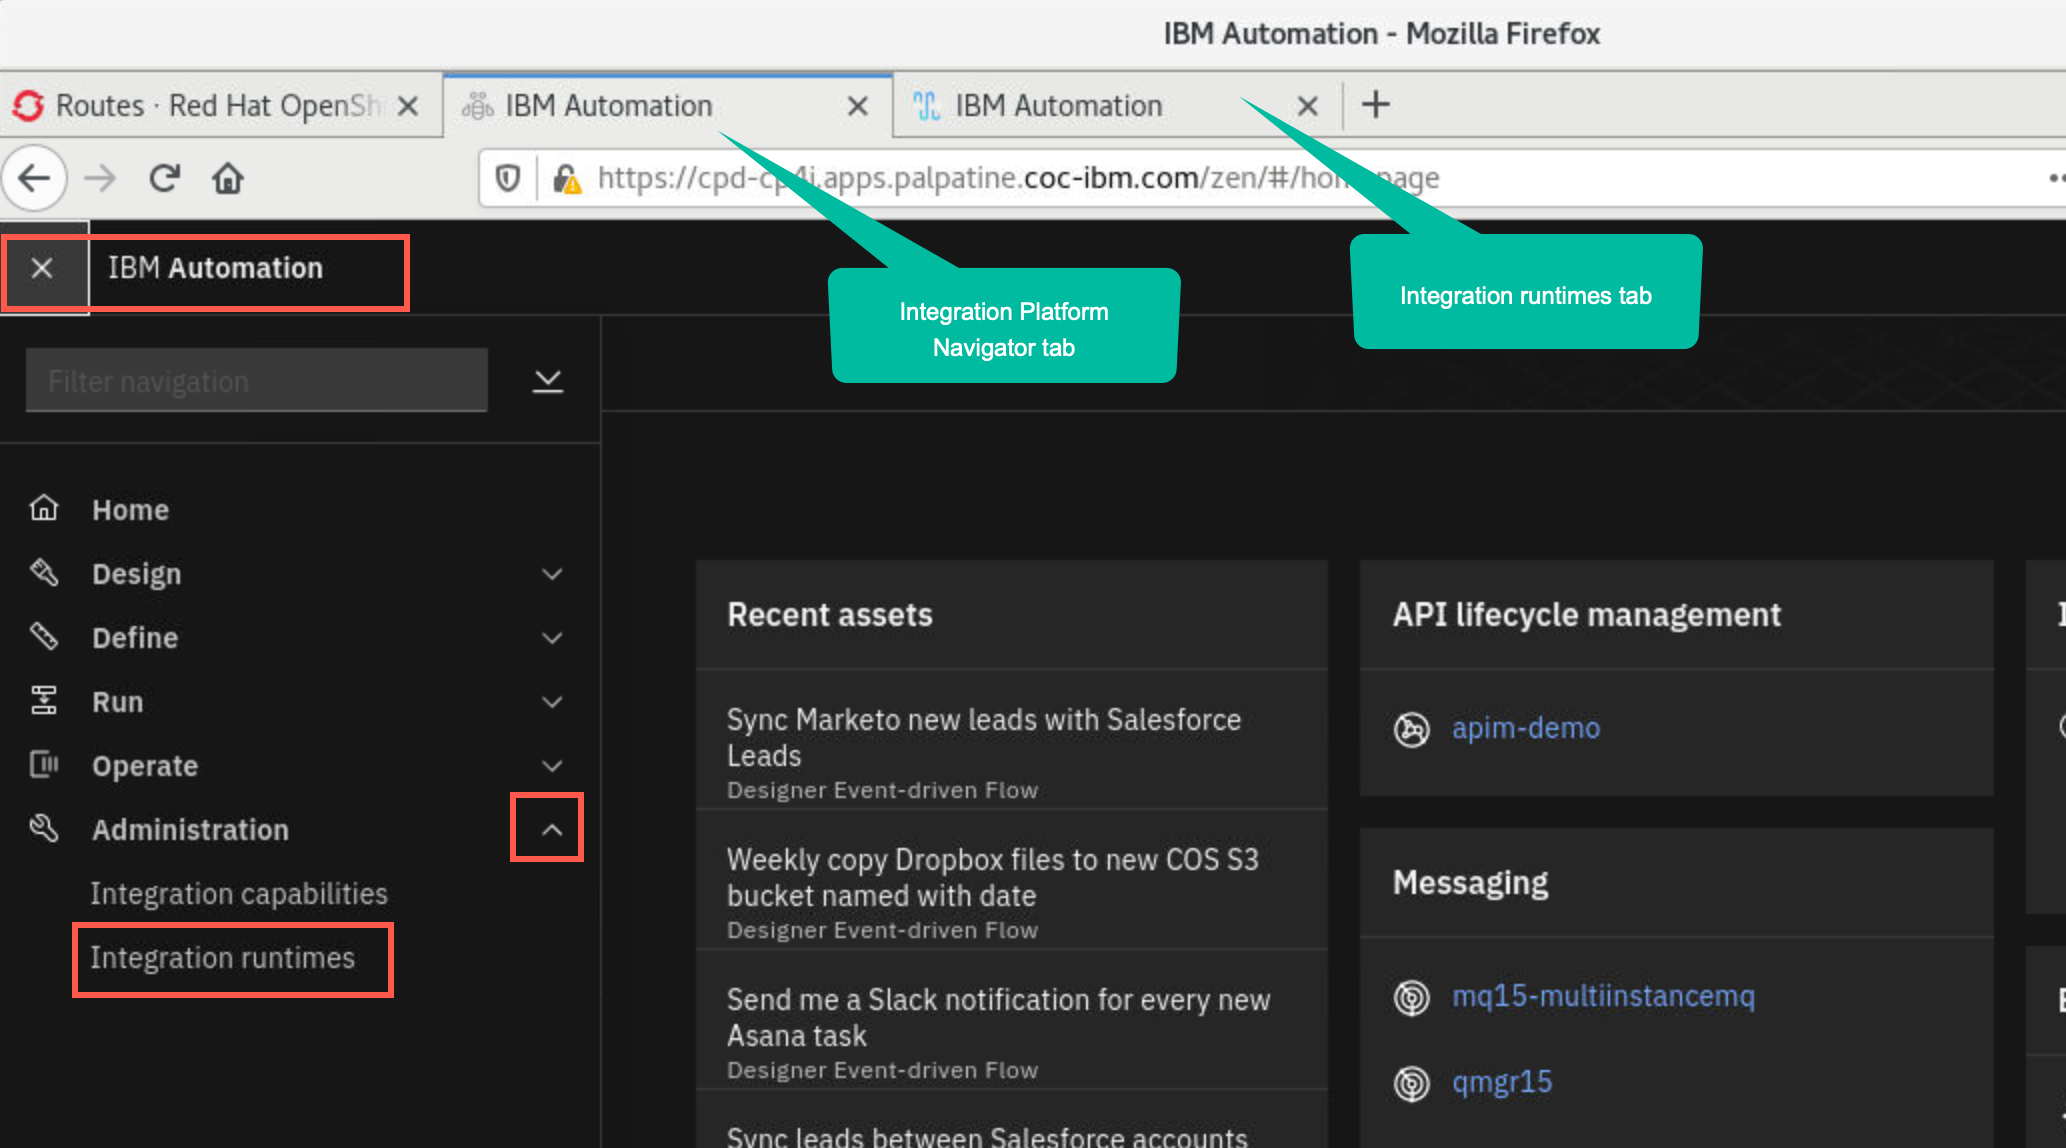 IBM Automation - Mozilla Firefox
Routes · Red Hat OpenShi
IBM Automation
IBM Automation
https://cpd-cp4i.apps.palpatine.coc-ibm.com/zen/#/homepage
IBM Automation
Integration Platform
Navigator tab
Integration runtimes tab
Filter navigation
Home
Design
Define
Run
Operate
Administration
Integration capabilities
Integration runtimes
Recent assets
Sync Marketo new leads with Salesforce
Leads
Designer Event-driven Flow
Weekly copy Dropbox files to new COS S3
bucket named with date
Designer Event-driven Flow
Send me a Slack notification for every new
Asana task
Designer Event-driven Flow
Sync leads between Salesforce accounts
API lifecycle management
apim-demo
Messaging
mq15-multiinstancemq
qmgr15